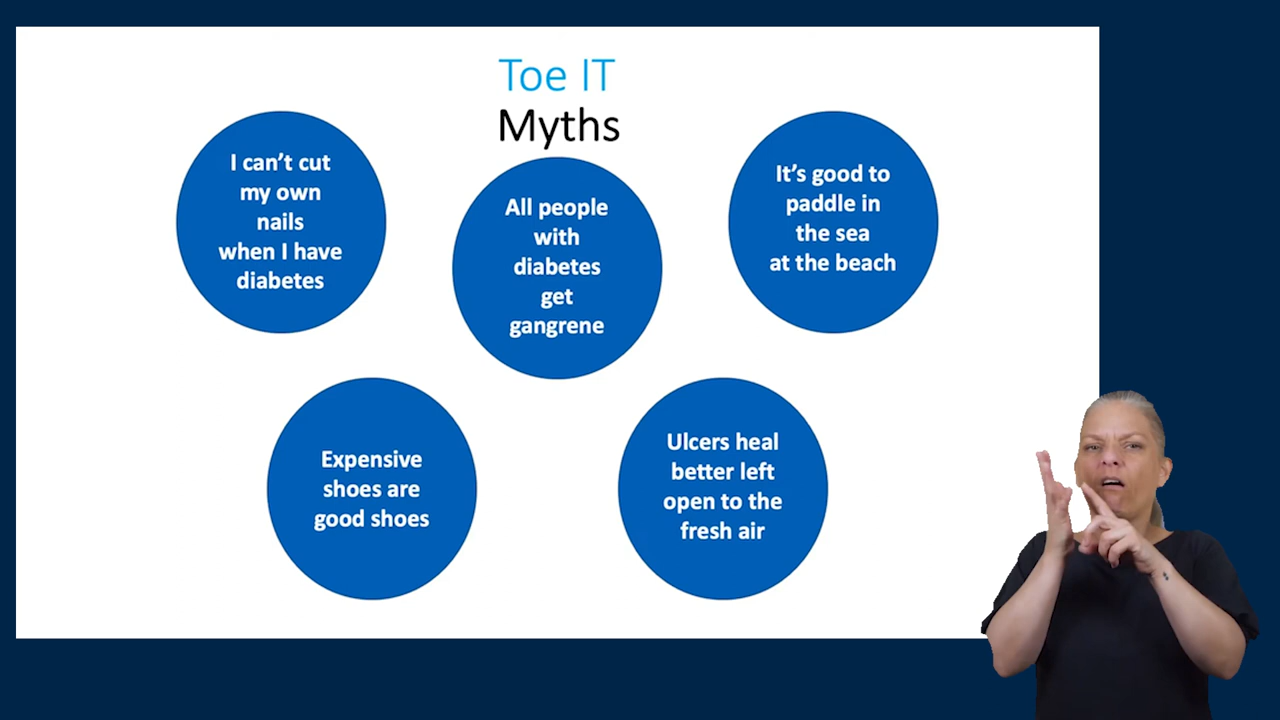 Toe IT
Myths
I can’t cut
my own
nails
when I have
diabetes
All people
with
diabetes
get
gangrene
It’s good to
paddle in
the sea
at the beach
Expensive
shoes are
good shoes
Ulcers heal
better left
open to the
fresh air